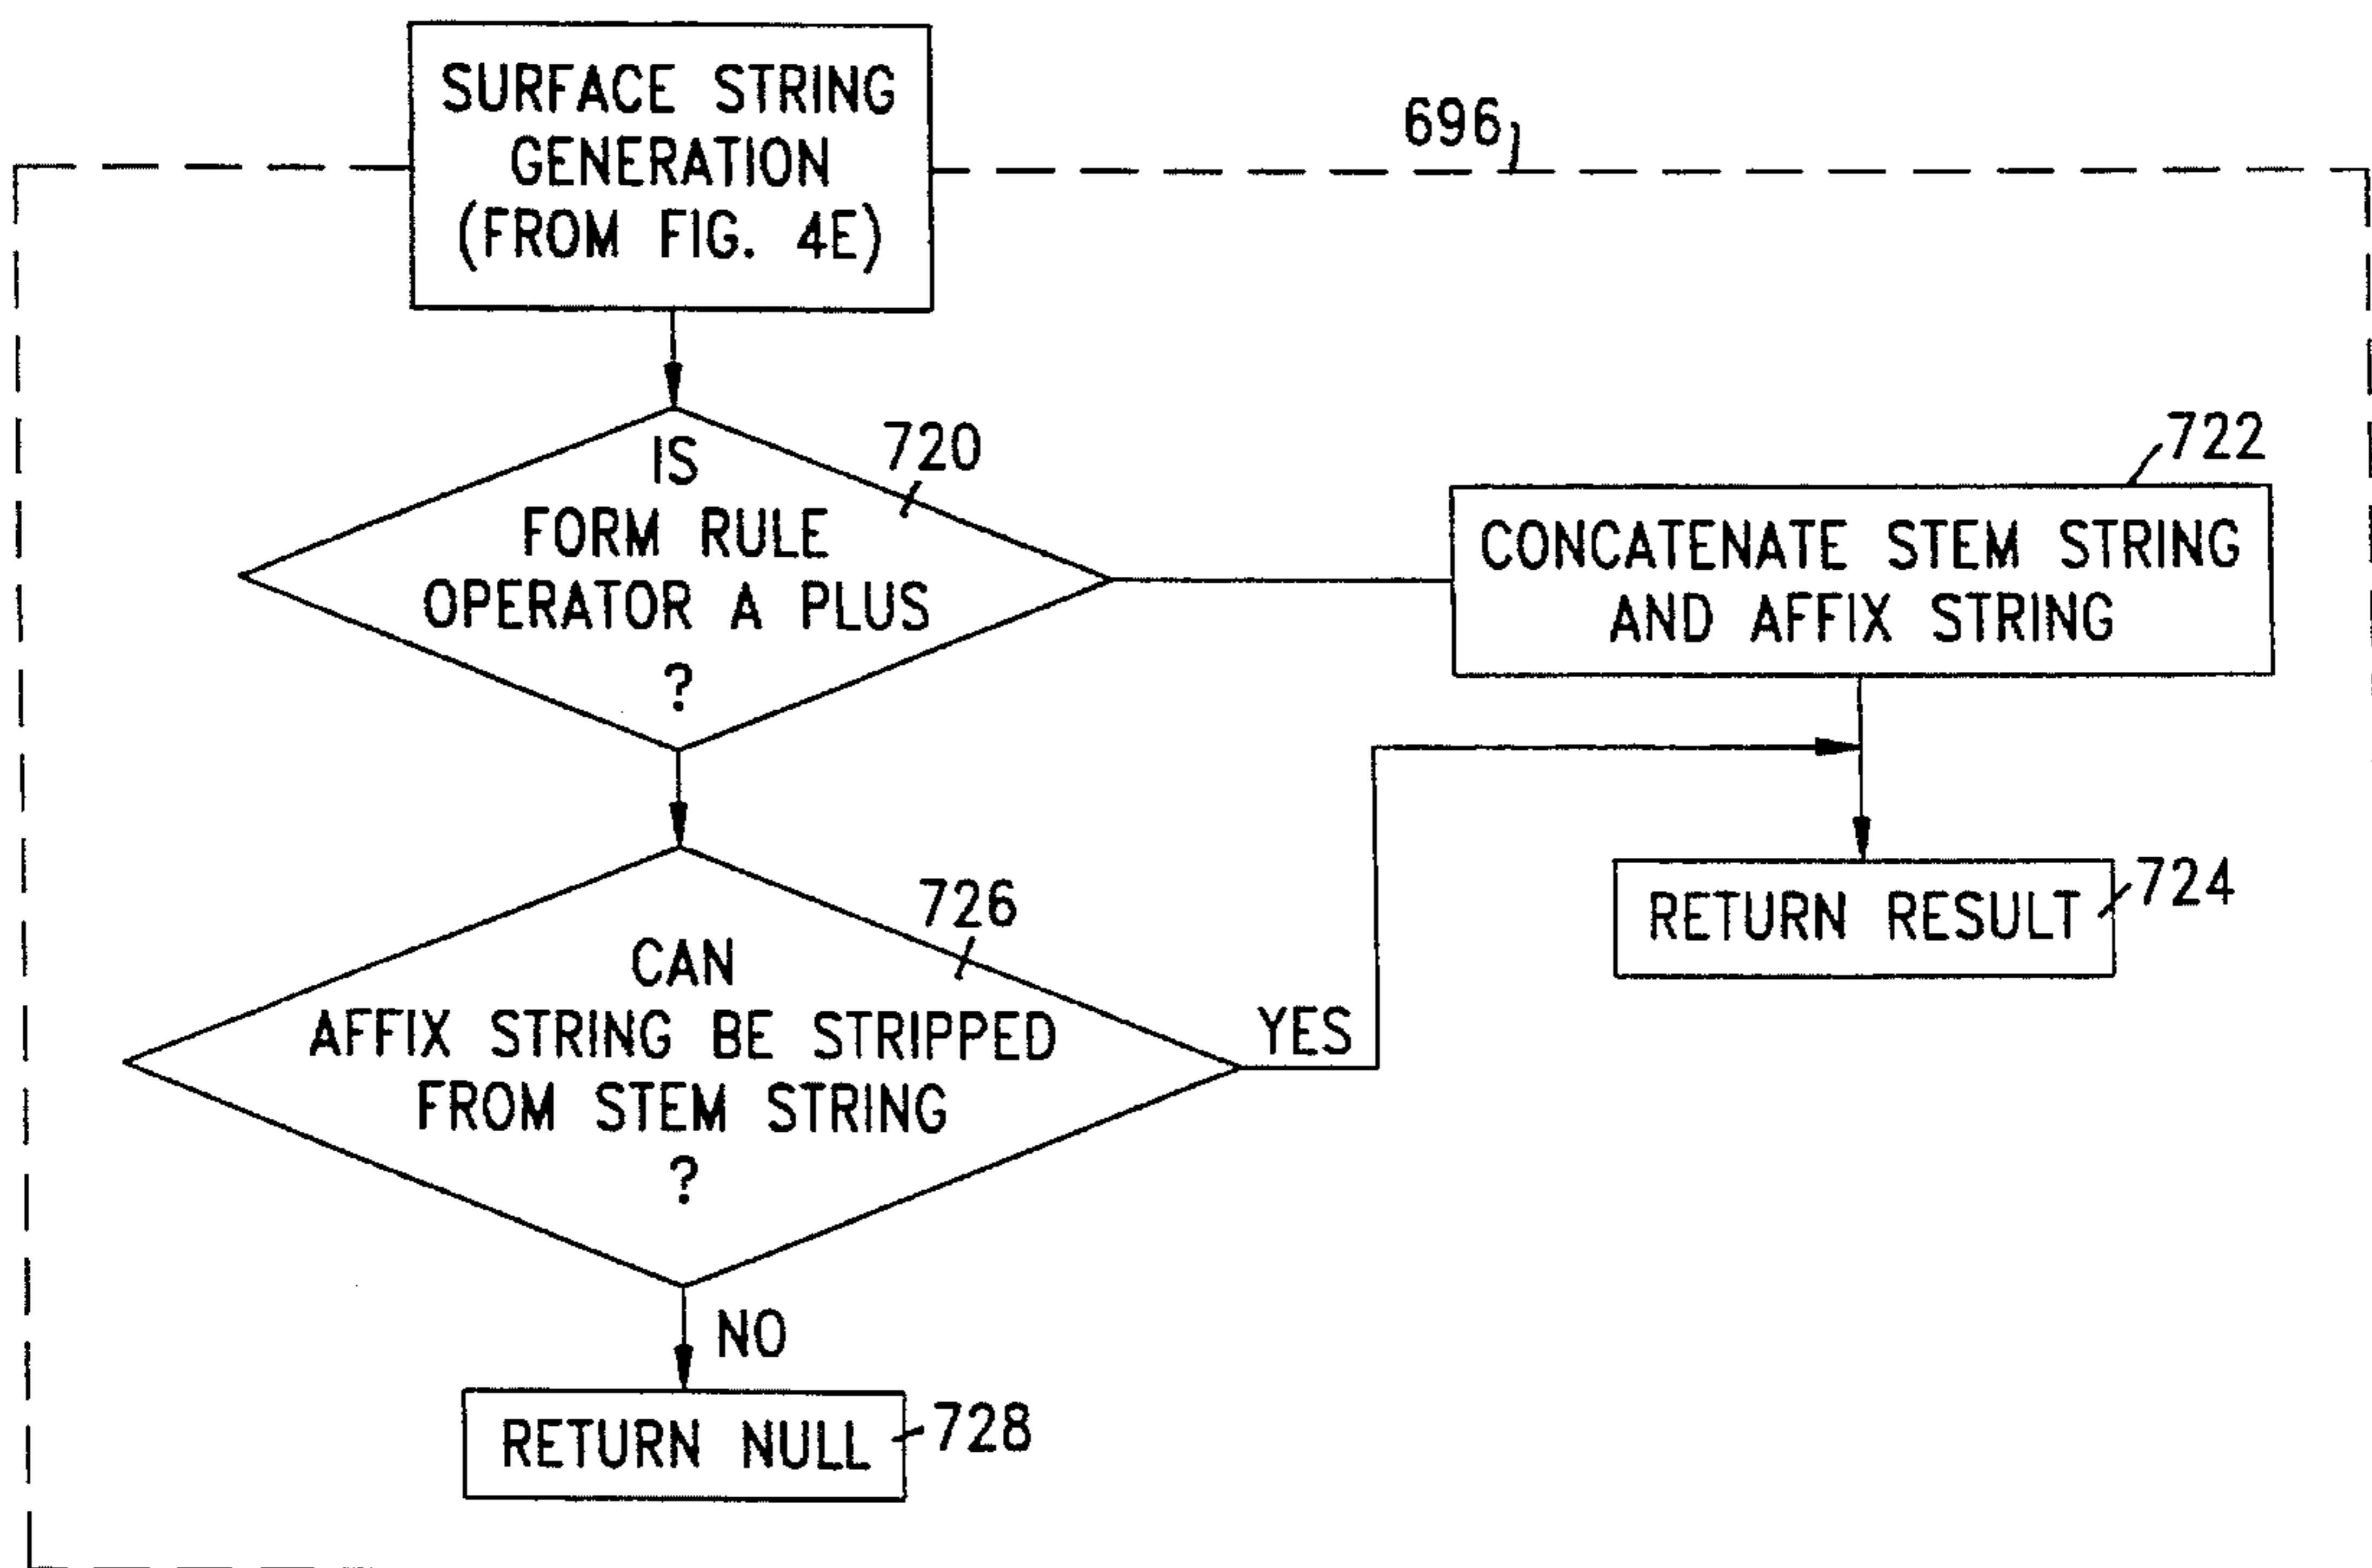 SURFACE STRING
GENERATION
(FROM FIG. 4E)
696
IS
FORM RULE
OPERATOR A PLUS
?
720
722
CONCATENATE STEM STRING
AND AFFIX STRING
RETURN RESULT
724
CAN
AFFIX STRING BE STRIPPED
FROM STEM STRING
?
726
YES
NO
RETURN NULL
728